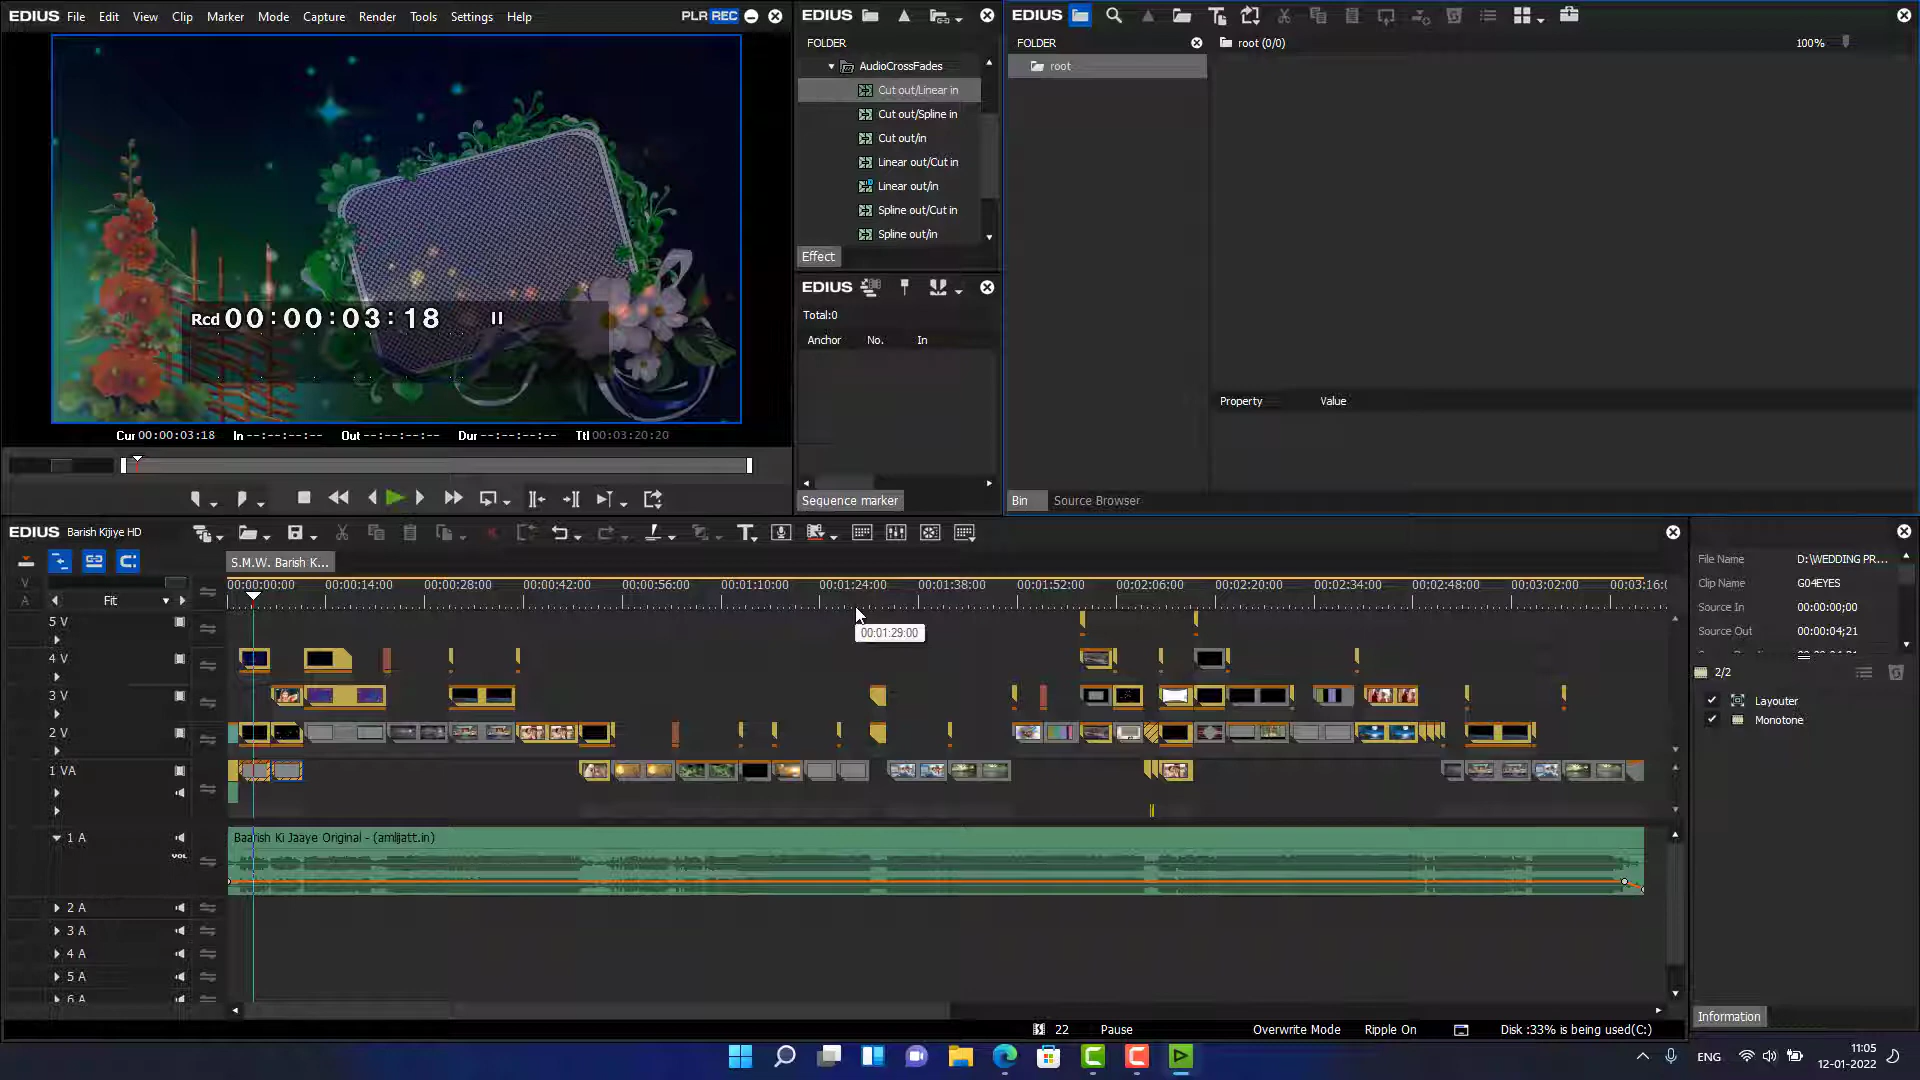 EDIUS File Edit View Clip Marker Mode Capture Render Tools Settings Help PLR REC
Rcd 00:00:03:18
Cur 00:00:03:18 In --:--:--:-- Out --:--:--:-- Dur --:--:--:-- Ttl 00:03:20:20
EDIUS
FOLDER
AudioCrossFades
Cut out/Linear in
Cut out/Spline in
Cut out/in
Linear out/Cut in
Linear out/in
Spline out/Cut in
Spline out/in
Effect
EDIUS
Total:0
Anchor No. In
Sequence marker
EDIUS
FOLDER
root
root (0/0) 100%
Property Value
Bin Source Browser
EDIUS Barish Kijiye HD
S.M.W. Barish K...
00:00:00:00 00:00:14:00 00:00:28:00 00:00:42:00 00:00:56:00 00:01:10:00 00:01:24:00 00:01:38:00 00:01:52:00 00:02:06:00 00:02:20:00 00:02:34:00 00:02:48:00 00:03:02:00 00:03:16:0
V
A
Fit
00:01:29:00
5 V
4 V
3 V
2 V
1 VA
1 A
VOL
Baarish Ki Jaaye Original - (amlijatt.in)
2 A
3 A
4 A
5 A
6 A
File Name D:\WEDDING PR...
Clip Name G04EYES
Source In 00:00:00;00
Source Out 00:00:04;21
2/2
Layouter
Monotone
Information
22 Pause Overwrite Mode Ripple On Disk :33% is being used(C:)
ENG
11:05
12-01-2022